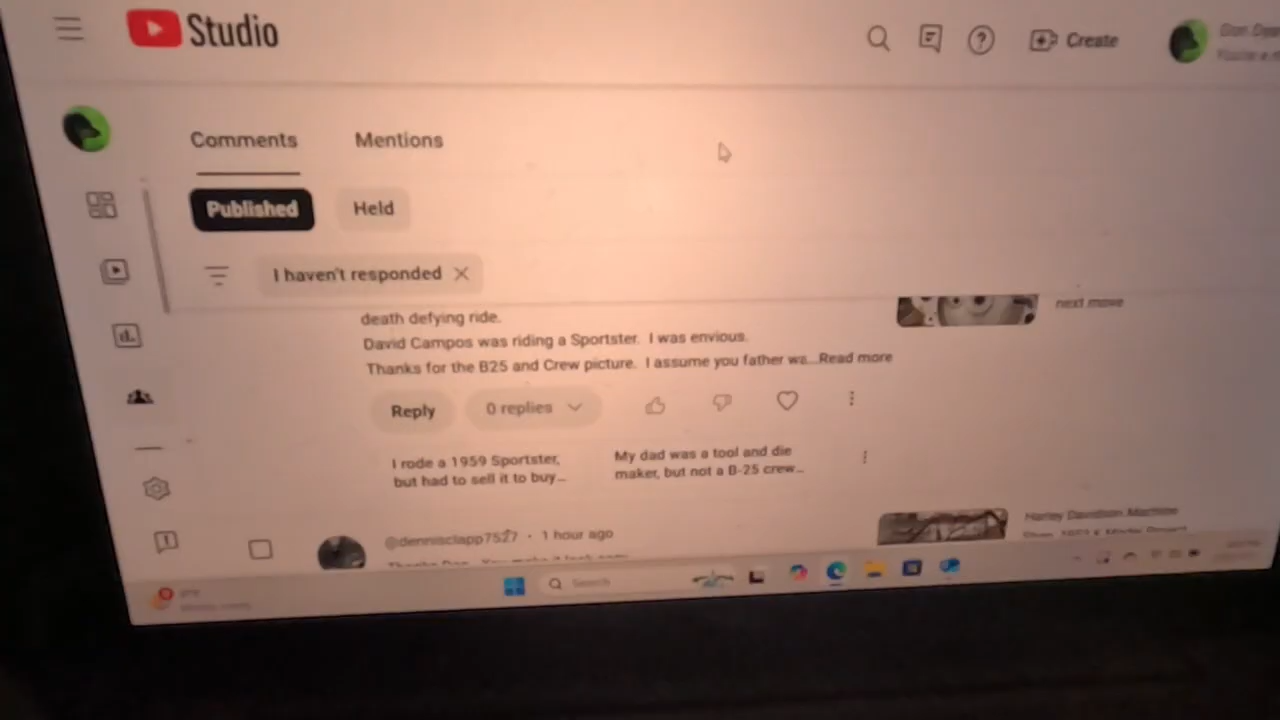 Studio
Create
Comments
Mentions
Published
Held
I haven't responded
death defying ride.
David Campos was riding a Sportster. I was envious.
Thanks for the B25 and Crew picture. I assume you father wa...Read more
next move
Reply
0 replies
I rode a 1959 Sportster,
but had to sell it to buy...
My dad was a tool and die
maker, but not a B-25 crew...
@dennisclapp7527 · 1 hour ago
Harley Davidson Machine
Search